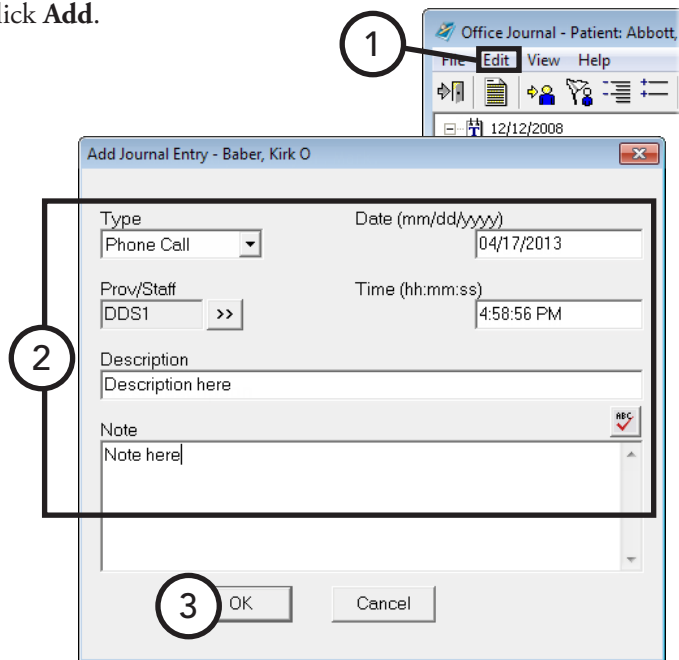 lick Add.
1
Office Journal - Patient: Abbott,
File Edit View Help
12/12/2008
Add Journal Entry - Baber, Kirk O
Type Date (mm/dd/yyyy)
Phone Call 04/17/2013
Prov/Staff Time (hh:mm:ss)
DDS1 >> 4:58:56 PM
2
Description
Description here
ABC
Note
Note here
3 OK Cancel